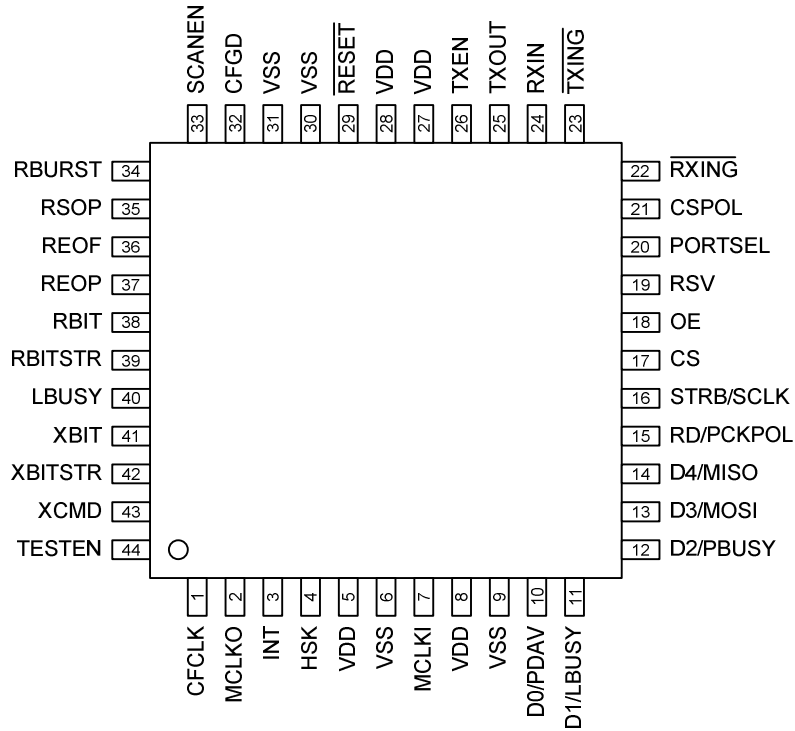 SCANEN
CFGD
VSS
VSS
RESET
VDD
VDD
TXEN
TXOUT
RXIN
TXING
33
32
31
30
29
28
27
26
25
24
23
RBURST 34
RSOP 35
REOF 36
REOP 37
RBIT 38
RBITSTR 39
LBUSY 40
XBIT 41
XBITSTR 42
XCMD 43
TESTEN 44
22 RXING
21 CSPOL
20 PORTSEL
19 RSV
18 OE
17 CS
16 STRB/SCLK
15 RD/PCKPOL
14 D4/MISO
13 D3/MOSI
12 D2/PBUSY
1
2
3
4
5
6
7
8
9
10
11
CFCLK
MCLKO
INT
HSK
VDD
VSS
MCLKI
VDD
VSS
D0/PDAV
D1/LBUSY